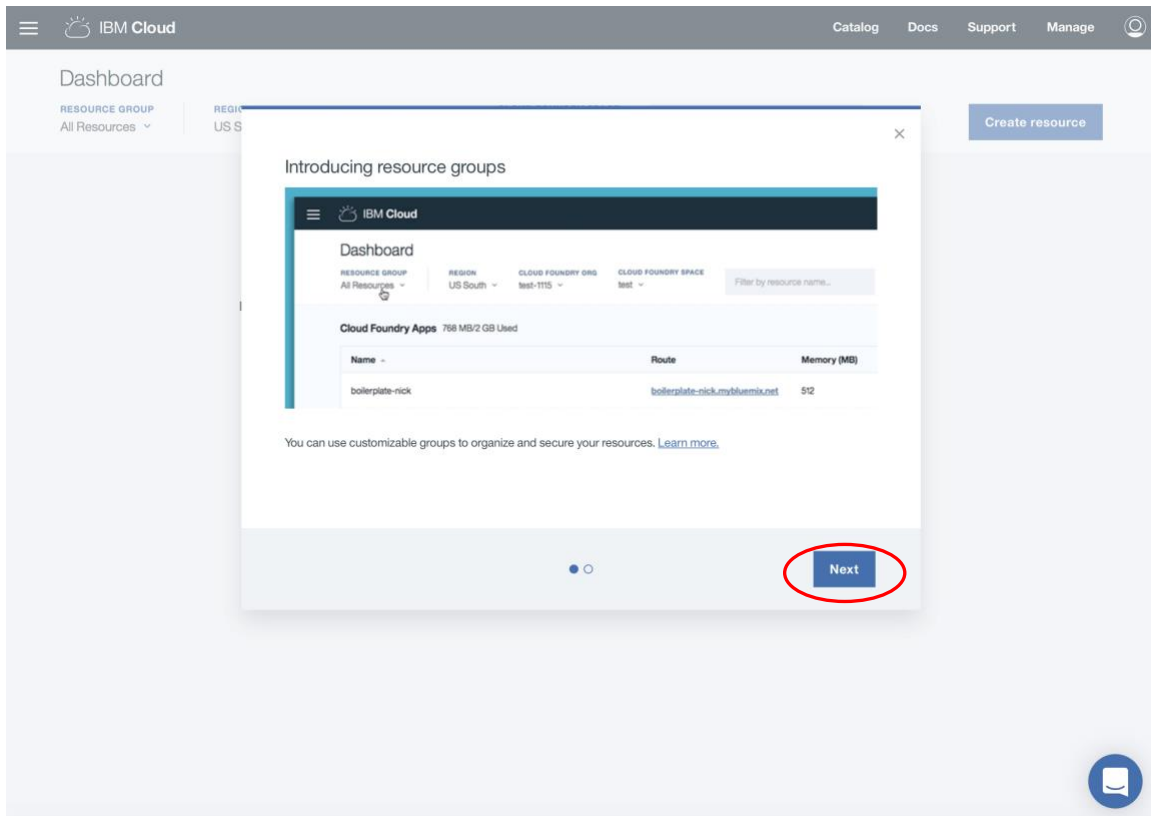 IBM Cloud
Catalog Docs Support Manage
Dashboard
RESOURCE GROUP
All Resources
US S
Create resource
Introducing resource groups
IBM Cloud
Dashboard
RESOURCE GROUP REGION CLOUD FOUNDRY ORG CLOUD FOUNDRY SPACE
All Resources US South test-1115 test Filter by resource name...
Cloud Foundry Apps 768 MB/2 GB Used
Name Route Memory (MB)
boilerplate-nick boilerplate-nick.mybluemix.net 512
You can use customizable groups to organize and secure your resources. Learn more.
Next